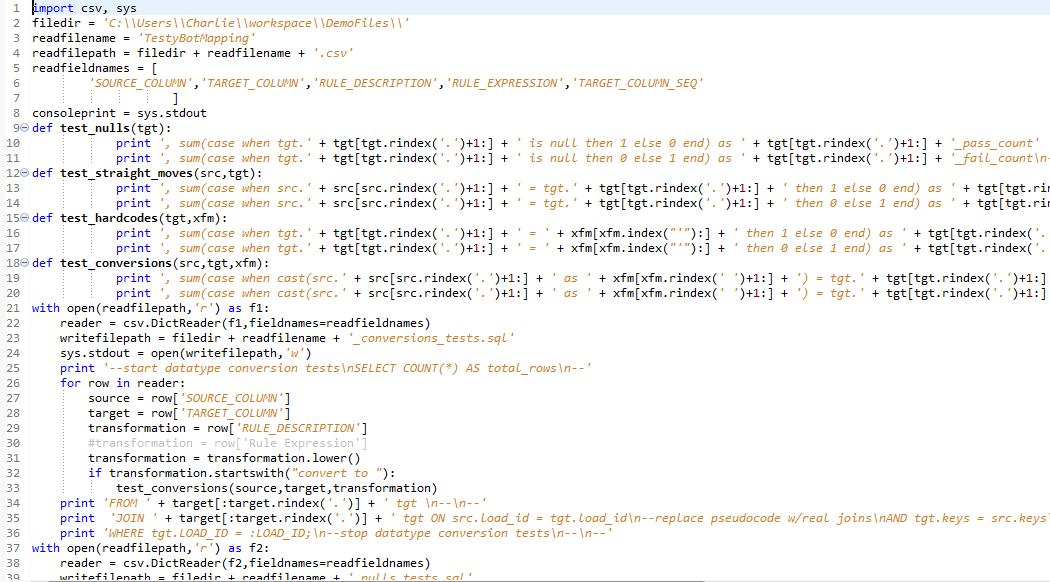 1 import csv, sys
2 filedir = 'C:\\Users\\Charlie\\workspace\\DemoFiles\\'
3 readfilename = 'TestyBotMapping'
4 readfilepath = filedir + readfilename + '.csv'
5 readfieldnames = [
6 'SOURCE_COLUMN','TARGET_COLUMN','RULE_DESCRIPTION','RULE_EXPRESSION','TARGET_COLUMN_SEQ'
7 ]
8 consoleprint = sys.stdout
9 def test_nulls(tgt):
10 print ', sum(case when tgt.' + tgt[tgt.rindex('.')+1:] + ' is null then 1 else 0 end) as ' + tgt[tgt.rindex('.')+1:] + '_pass_count'
11 print ', sum(case when tgt.' + tgt[tgt.rindex('.')+1:] + ' is null then 0 else 1 end) as ' + tgt[tgt.rindex('.')+1:] + '_fail_count\n-
12 def test_straight_moves(src,tgt):
13 print ', sum(case when src.' + src[src.rindex('.')+1:] + ' = tgt.' + tgt[tgt.rindex('.')+1:] + ' then 1 else 0 end) as ' + tgt[tgt.ri
14 print ', sum(case when src.' + src[src.rindex('.')+1:] + ' = tgt.' + tgt[tgt.rindex('.')+1:] + ' then 0 else 1 end) as ' + tgt[tgt.ri
15 def test_hardcodes(tgt,xfm):
16 print ', sum(case when tgt.' + tgt[tgt.rindex('.')+1:] + ' = ' + xfm[xfm.index("'"):] + ' then 1 else 0 end) as ' + tgt[tgt.rindex('.
17 print ', sum(case when tgt.' + tgt[tgt.rindex('.')+1:] + ' = ' + xfm[xfm.index("'"):] + ' then 0 else 1 end) as ' + tgt[tgt.rindex('.
18 def test_conversions(src,tgt,xfm):
19 print ', sum(case when cast(src.' + src[src.rindex('.')+1:] + ' as ' + xfm[xfm.rindex(' ')+1:] + ') = tgt.' + tgt[tgt.rindex('.')+1:]
20 print ', sum(case when cast(src.' + src[src.rindex('.')+1:] + ' as ' + xfm[xfm.rindex(' ')+1:] + ') = tgt.' + tgt[tgt.rindex('.')+1:]
21 with open(readfilepath,'r') as f1:
22 reader = csv.DictReader(f1,fieldnames=readfieldnames)
23 writefilepath = filedir + readfilename + '_conversions_tests.sql'
24 sys.stdout = open(writefilepath,'w')
25 print '--start datatype conversion tests\nSELECT COUNT(*) AS total_rows\n--'
26 for row in reader:
27 source = row['SOURCE_COLUMN']
28 target = row['TARGET_COLUMN']
29 transformation = row['RULE_DESCRIPTION']
30 #transformation = row['Rule Expression']
31 transformation = transformation.lower()
32 if transformation.startswith("convert to "):
33 test_conversions(source,target,transformation)
34 print 'FROM ' + target[:target.rindex('.')] + ' tgt \n--\n--'
35 print 'JOIN ' + target[:target.rindex('.')] + ' tgt ON src.load_id = tgt.load_id\n--replace pseudocode w/real joins\nAND tgt.keys = src.keys
36 print 'WHERE tgt.LOAD_ID = :LOAD_ID;\n--stop datatype conversion tests\n--\n--'
37 with open(readfilepath,'r') as f2:
38 reader = csv.DictReader(f2,fieldnames=readfieldnames)
39 writefilepath = filedir + readfilename + '_nulls_tests.sql'